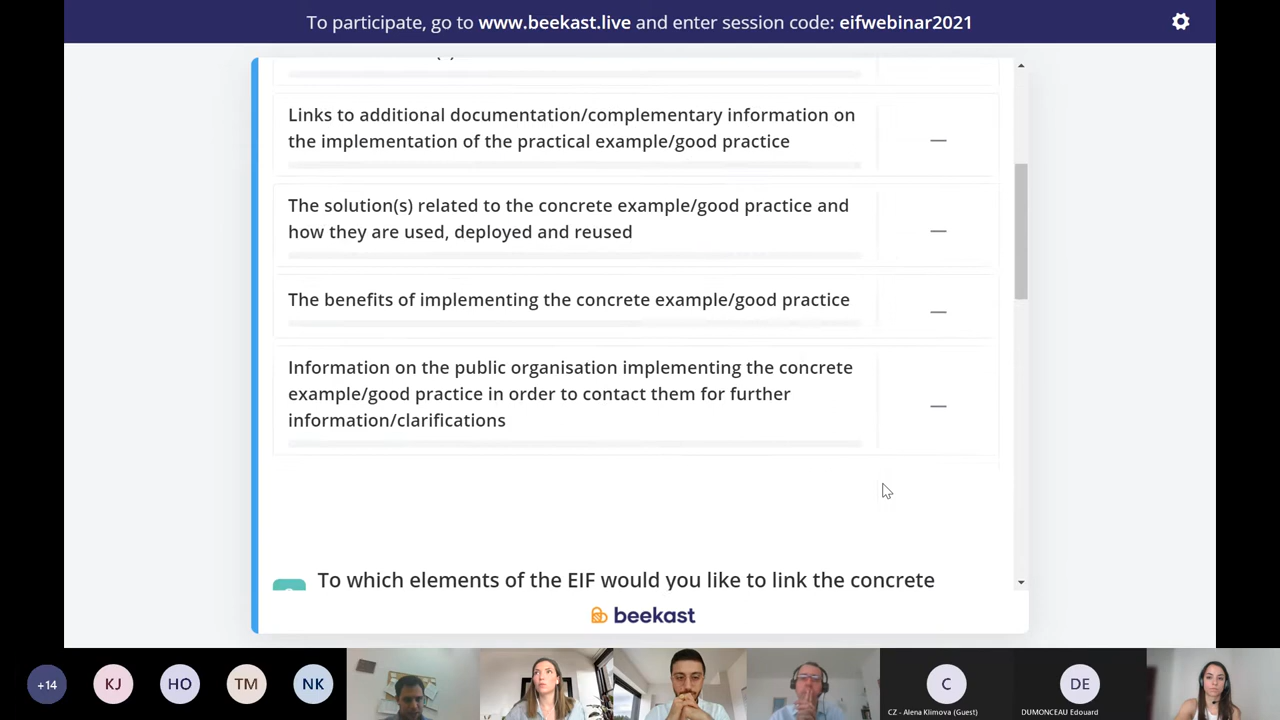 To participate, go to www.beekast.live and enter session code: eifwebinar2021
Links to additional documentation/complementary information on
the implementation of the practical example/good practice
—
The solution(s) related to the concrete example/good practice and
how they are used, deployed and reused
—
The benefits of implementing the concrete example/good practice
—
Information on the public organisation implementing the concrete
example/good practice in order to contact them for further
information/clarifications
—
To which elements of the EIF would you like to link the concrete
beekast
+14
KJ
HO
TM
NK
C
CZ - Alena Klimova (Guest)
DE
DUMONCEAU Edouard